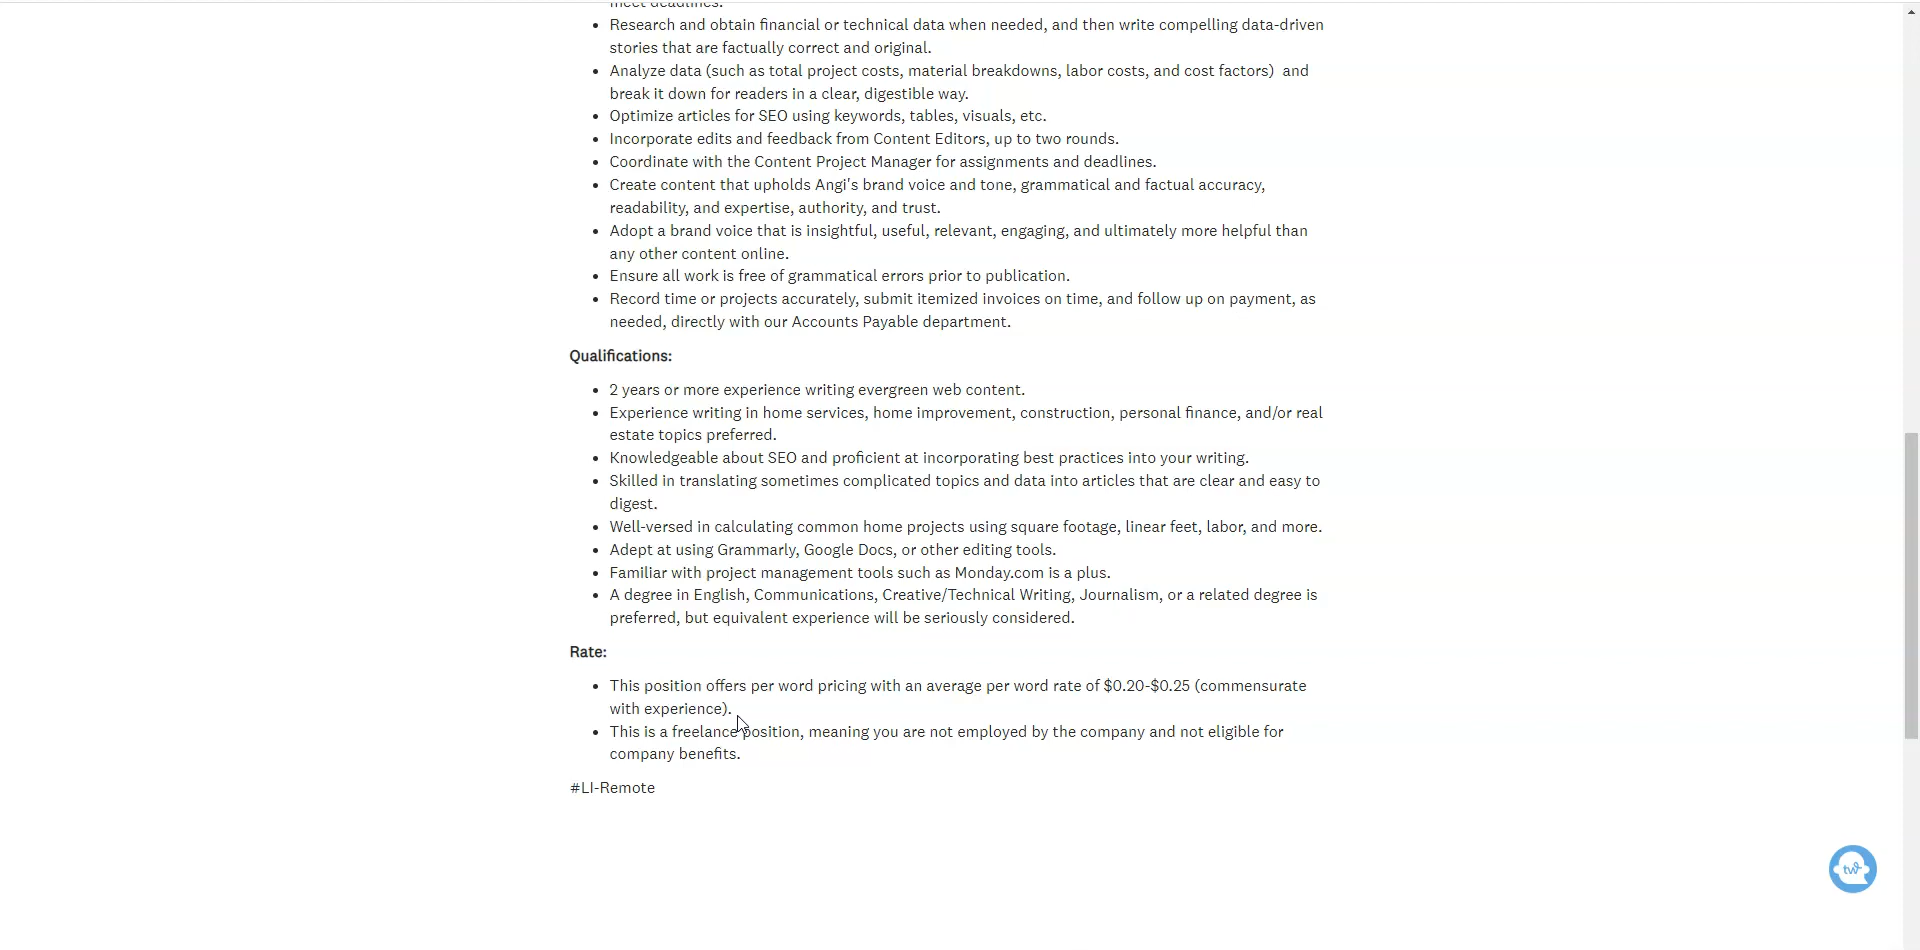 meet deadlines.
Research and obtain financial or technical data when needed, and then write compelling data-driven
stories that are factually correct and original.
Analyze data (such as total project costs, material breakdowns, labor costs, and cost factors)  and
break it down for readers in a clear, digestible way.
Optimize articles for SEO using keywords, tables, visuals, etc.
Incorporate edits and feedback from Content Editors, up to two rounds.
Coordinate with the Content Project Manager for assignments and deadlines.
Create content that upholds Angi's brand voice and tone, grammatical and factual accuracy,
readability, and expertise, authority, and trust.
Adopt a brand voice that is insightful, useful, relevant, engaging, and ultimately more helpful than
any other content online.
Ensure all work is free of grammatical errors prior to publication.
Record time or projects accurately, submit itemized invoices on time, and follow up on payment, as
needed, directly with our Accounts Payable department.
Qualifications:
2 years or more experience writing evergreen web content.
Experience writing in home services, home improvement, construction, personal finance, and/or real
estate topics preferred.
Knowledgeable about SEO and proficient at incorporating best practices into your writing.
Skilled in translating sometimes complicated topics and data into articles that are clear and easy to
digest.
Well-versed in calculating common home projects using square footage, linear feet, labor, and more.
Adept at using Grammarly, Google Docs, or other editing tools.
Familiar with project management tools such as Monday.com is a plus.
A degree in English, Communications, Creative/Technical Writing, Journalism, or a related degree is
preferred, but equivalent experience will be seriously considered.
Rate:
This position offers per word pricing with an average per word rate of $0.20-$0.25 (commensurate
with experience).
This is a freelance position, meaning you are not employed by the company and not eligible for
company benefits.
#LI-Remote
tw